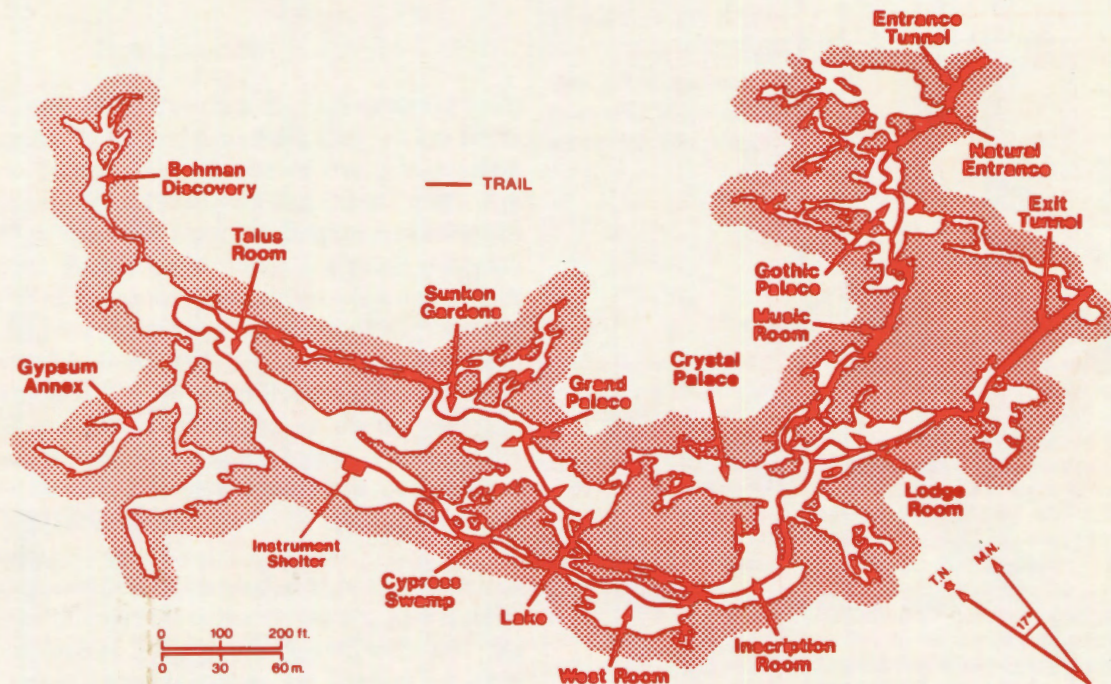 Entrance
Tunnel
Natural
Entrance
Exit
Tunnel
Behman
Discovery
TRAIL
Talus
Room
Sunken
Gardens
Gothic
Palace
Music
Room
Gypsum
Annex
Grand
Palace
Crystal
Palace
Lodge
Room
Instrument
Shelter
Cypress
Swamp
Lake
West Room
Inscription
Room
T.N.
M.N.
17°
0 100 200 ft.
0 30 60 m.